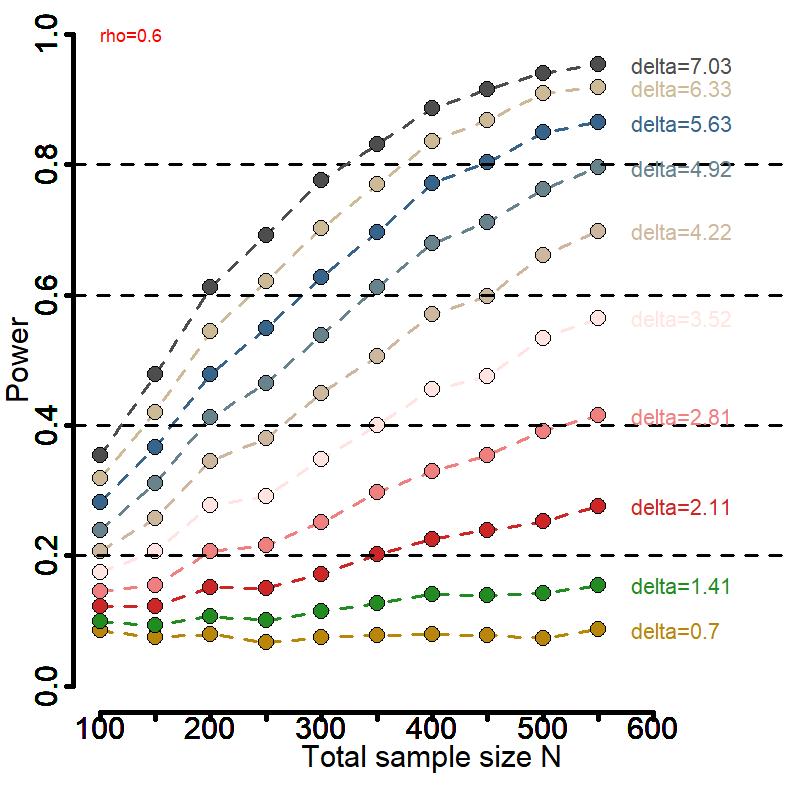 rho=0.6
1.0
0.8
0.6
0.4
0.2
0.0
Power
delta=7.03
delta=6.33
delta=5.63
delta=4.92
delta=4.22
delta=3.52
delta=2.81
delta=2.11
delta=1.41
delta=0.7
100 200 300 400 500 600
Total sample size N